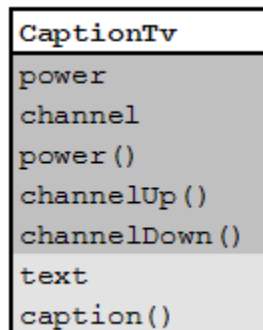 CaptionTv
power
channel
power()
channelUp()
channelDown()
text
caption()